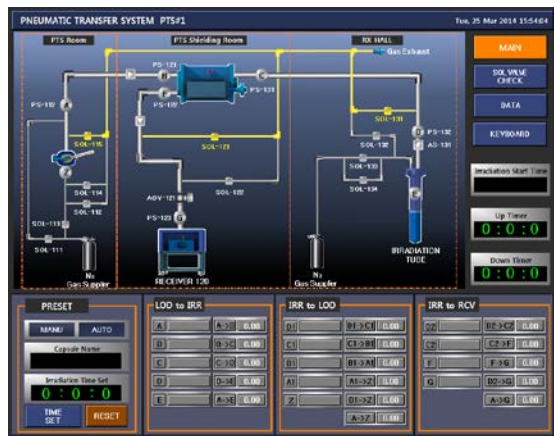 PNEUMATIC TRANSFER SYSTEM PTS#1
Tue, 25 Mar 2014 15:54:04
PTS Room
PTS Shielding Room
RX HALL
Gas Exhaust
MAIN
PS-121
PS-131
PS-122
PS-112
SOL VALVE
CHECK
DATA
SOL-115
SOL-121
SOL-131
PS-132
SOL-132
AS-131
KEYBOARD
SOL-133
SOL-114
SOL-122
SOL-134
SOL-112
AOV-121
SOL-113
PS-123
SOL-111
Irradiation Start Time
Up Timer
0:0:0
IRRADIATION
TUBE
Down Timer
0:0:0
N2
Gas Supplier
RECEIVER 120
N2
Gas Supplier
PRESET
MANU AUTO
Capsule Name
Irradiation Time Set
0:0:0
TIME
SET
RESET
LOD to IRR
A A->B 0.00
B B->C 0.00
C C->D 0.00
D D->E 0.00
E A->E 0.00
IRR to LOD
D1 D1->C1 0.00
C1 C1->B1 0.00
B1 B1->A1 0.00
A1 A1->Z 0.00
Z A->Z 0.00
IRR to RCV
D2 D2->C2 0.00
C2 C2->F 0.00
F F->G 0.00
G D2->G 0.00
A->G 0.00